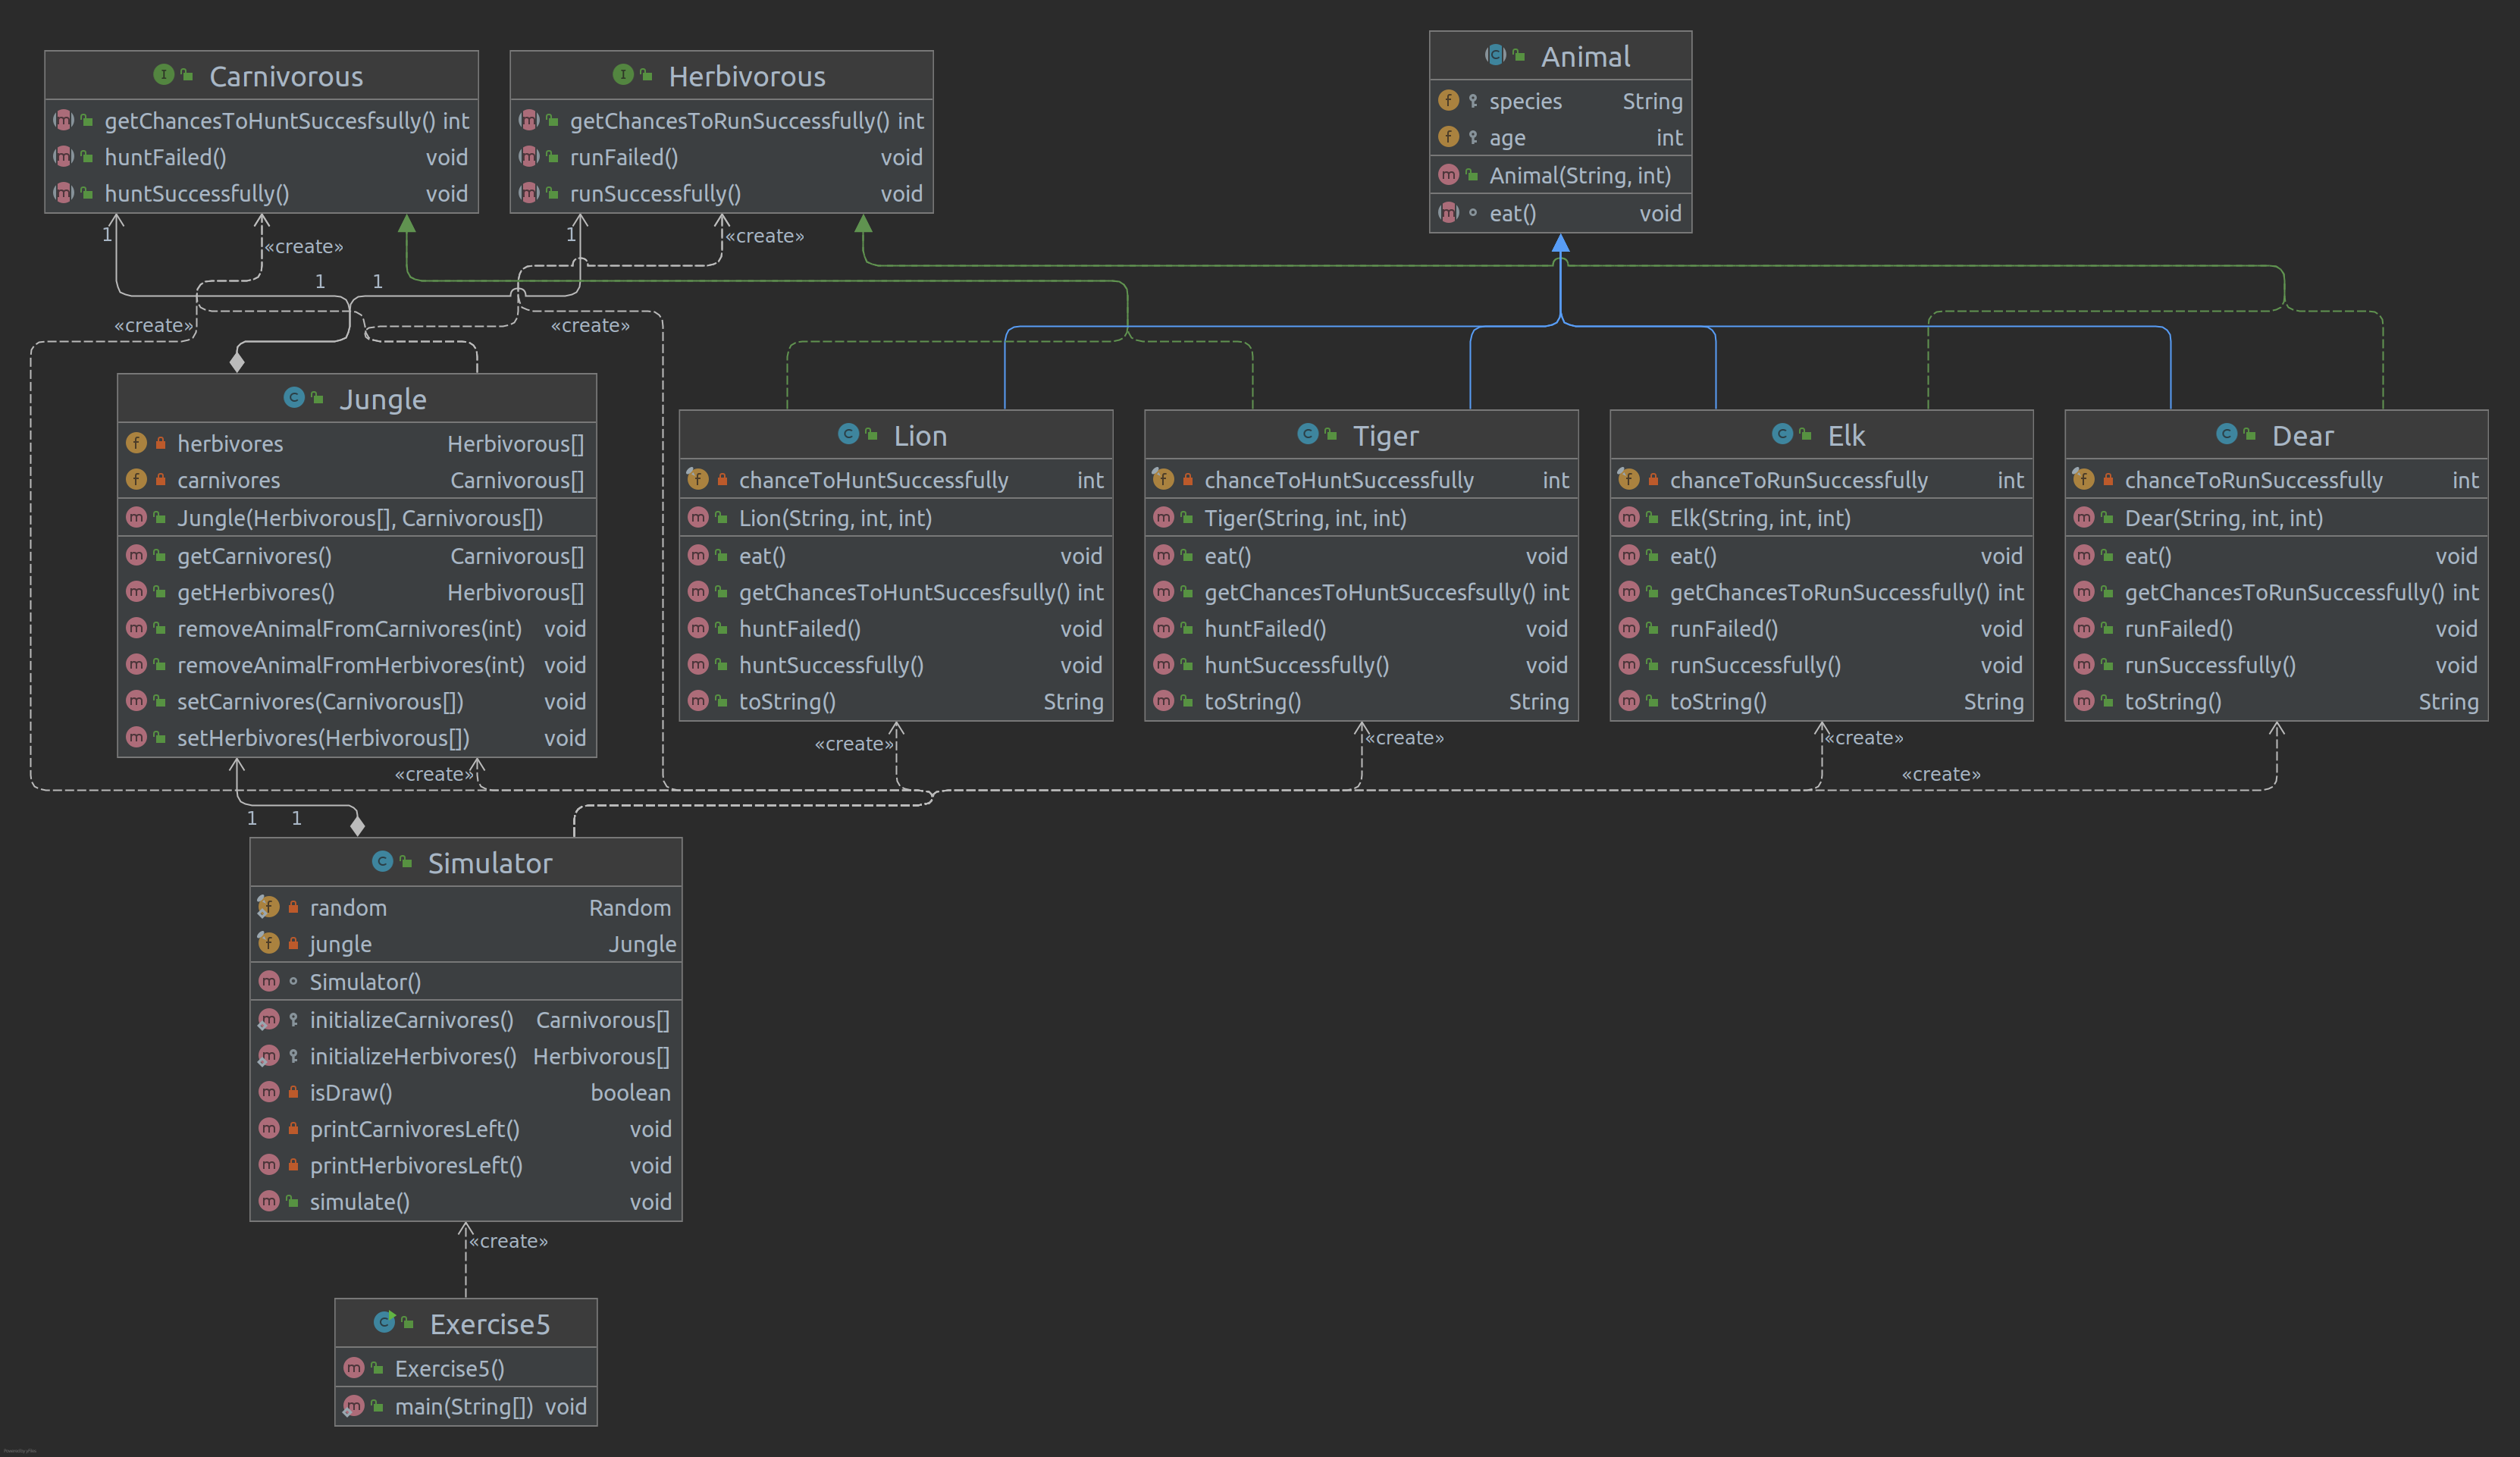 Carnivorous
getChancesToHuntSuccesfsully() int
huntFailed() void
huntSuccessfully() void
Herbivorous
getChancesToRunSuccessfully() int
runFailed() void
runSuccessfully() void
Animal
species String
age int
Animal(String, int)
eat() void
1
«create»
1
«create»
1
1
«create»
«create»
Jungle
herbivores Herbivorous[]
carnivores Carnivorous[]
Jungle(Herbivorous[], Carnivorous[])
getCarnivores() Carnivorous[]
getHerbivores() Herbivorous[]
removeAnimalFromCarnivores(int) void
removeAnimalFromHerbivores(int) void
setCarnivores(Carnivorous[]) void
setHerbivores(Herbivorous[]) void
Lion
chanceToHuntSuccessfully int
Lion(String, int, int)
eat() void
getChancesToHuntSuccesfsully() int
huntFailed() void
huntSuccessfully() void
toString() String
Tiger
chanceToHuntSuccessfully int
Tiger(String, int, int)
eat() void
getChancesToHuntSuccesfsully() int
huntFailed() void
huntSuccessfully() void
toString() String
Elk
chanceToRunSuccessfully int
Elk(String, int, int)
eat() void
getChancesToRunSuccessfully() int
runFailed() void
runSuccessfully() void
toString() String
Dear
chanceToRunSuccessfully int
Dear(String, int, int)
eat() void
getChancesToRunSuccessfully() int
runFailed() void
runSuccessfully() void
toString() String
«create»
«create»
«create»
«create»
«create»
1
1
Simulator
random Random
jungle Jungle
Simulator()
initializeCarnivores() Carnivorous[]
initializeHerbivores() Herbivorous[]
isDraw() boolean
printCarnivoresLeft() void
printHerbivoresLeft() void
simulate() void
«create»
Exercise5
Exercise5()
main(String[]) void